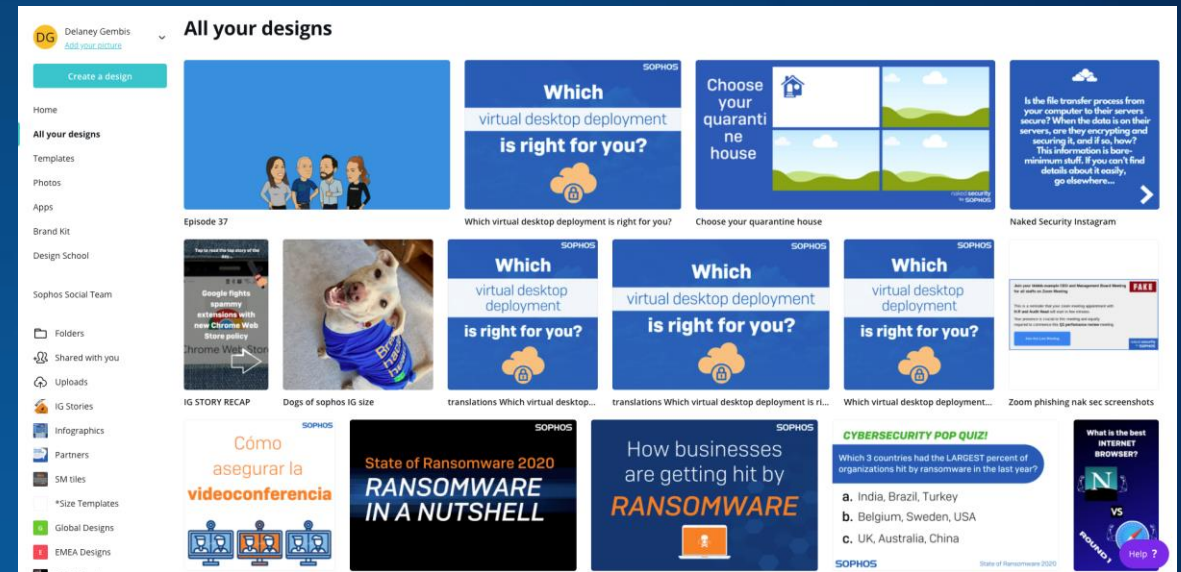 DG
Delaney Gembis
Add your picture
All your designs
Create a design
Home
All your designs
Templates
Photos
Apps
Brand Kit
Design School
Sophos Social Team
Folders
Shared with you
Uploads
IG Stories
Infographics
Partners
SM tiles
*Size Templates
Global Designs
EMEA Designs
Episode 37
SOPHOS
Which
virtual desktop deployment
is right for you?
Which virtual desktop deployment is right for you?
Choose
your
quaranti
ne
house
naked security
by SOPHOS
Choose your quarantine house
Is the file transfer process from
your computer to their servers
secure? When the data is on their
servers, are they encrypting and
securing it, and if so, how?
This information is bare-
minimum stuff. If you can't find
details about it easily,
go elsewhere...
Naked Security Instagram
Tap to read the top story of the
day...
Google fights
spammy
extensions with
new Chrome Web
Store policy
IG STORY RECAP
Dogs of sophos IG size
SOPHOS
Which
virtual desktop
deployment
is right for you?
translations Which virtual desktop...
SOPHOS
Which
virtual desktop deployment
is right for you?
translations Which virtual desktop deployment is ri...
SOPHOS
Which
virtual desktop
deployment
is right for you?
Which virtual desktop deployment...
FAKE
Zoom phishing nak sec screenshots
SOPHOS
Cómo
asegurar la
videoconferencia
SOPHOS
State of Ransomware 2020
RANSOMWARE
IN A NUTSHELL
SOPHOS
How businesses
are getting hit by
RANSOMWARE
CYBERSECURITY POP QUIZ!
Which 3 countries had the LARGEST percent of
organizations hit by ransomware in the last year?
a. India, Brazil, Turkey
b. Belgium, Sweden, USA
c. UK, Australia, China
SOPHOS
State of Ransomware 2020
What is the best
INTERNET
BROWSER?
N
VS
ROUND 1
Help ?